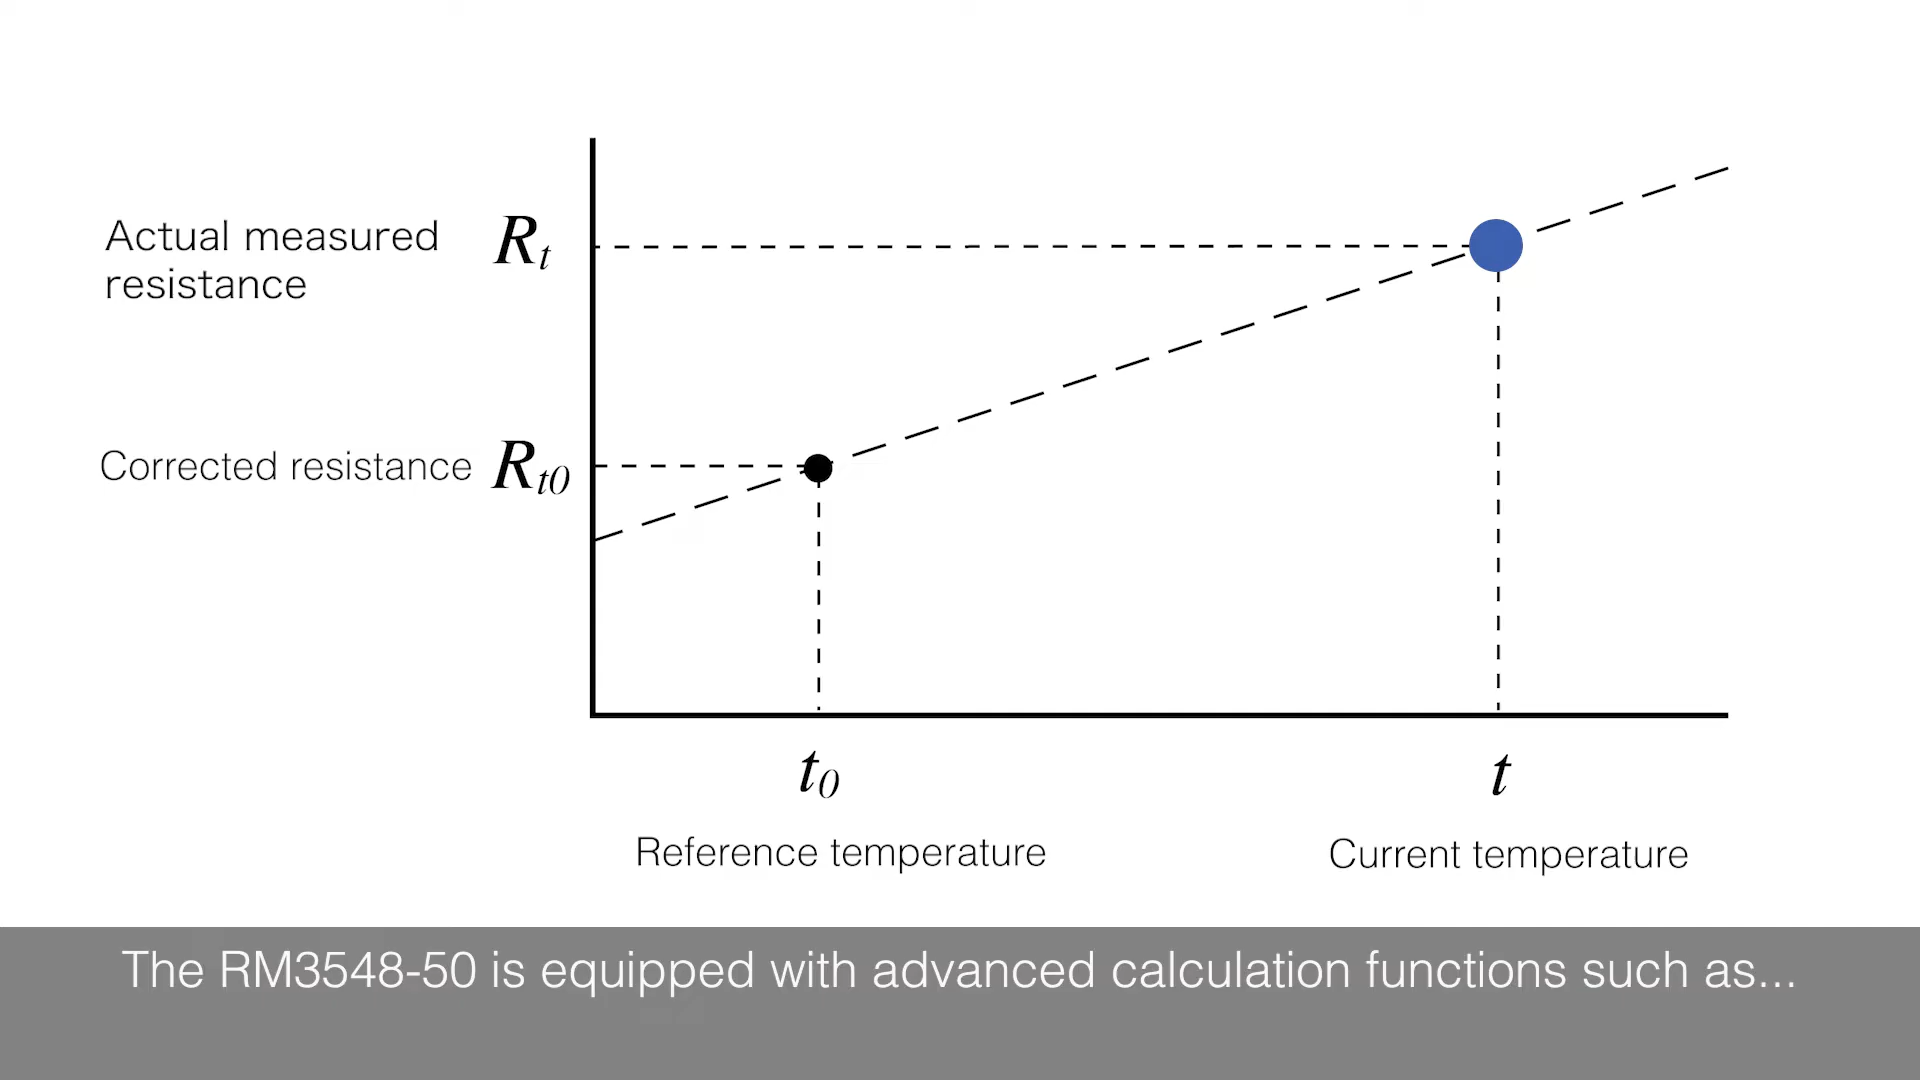 Actual measured
resistance
Rt
Corrected resistance
Rt0
t0
t
Reference temperature
Current temperature
The RM3548-50 is equipped with advanced calculation functions such as...